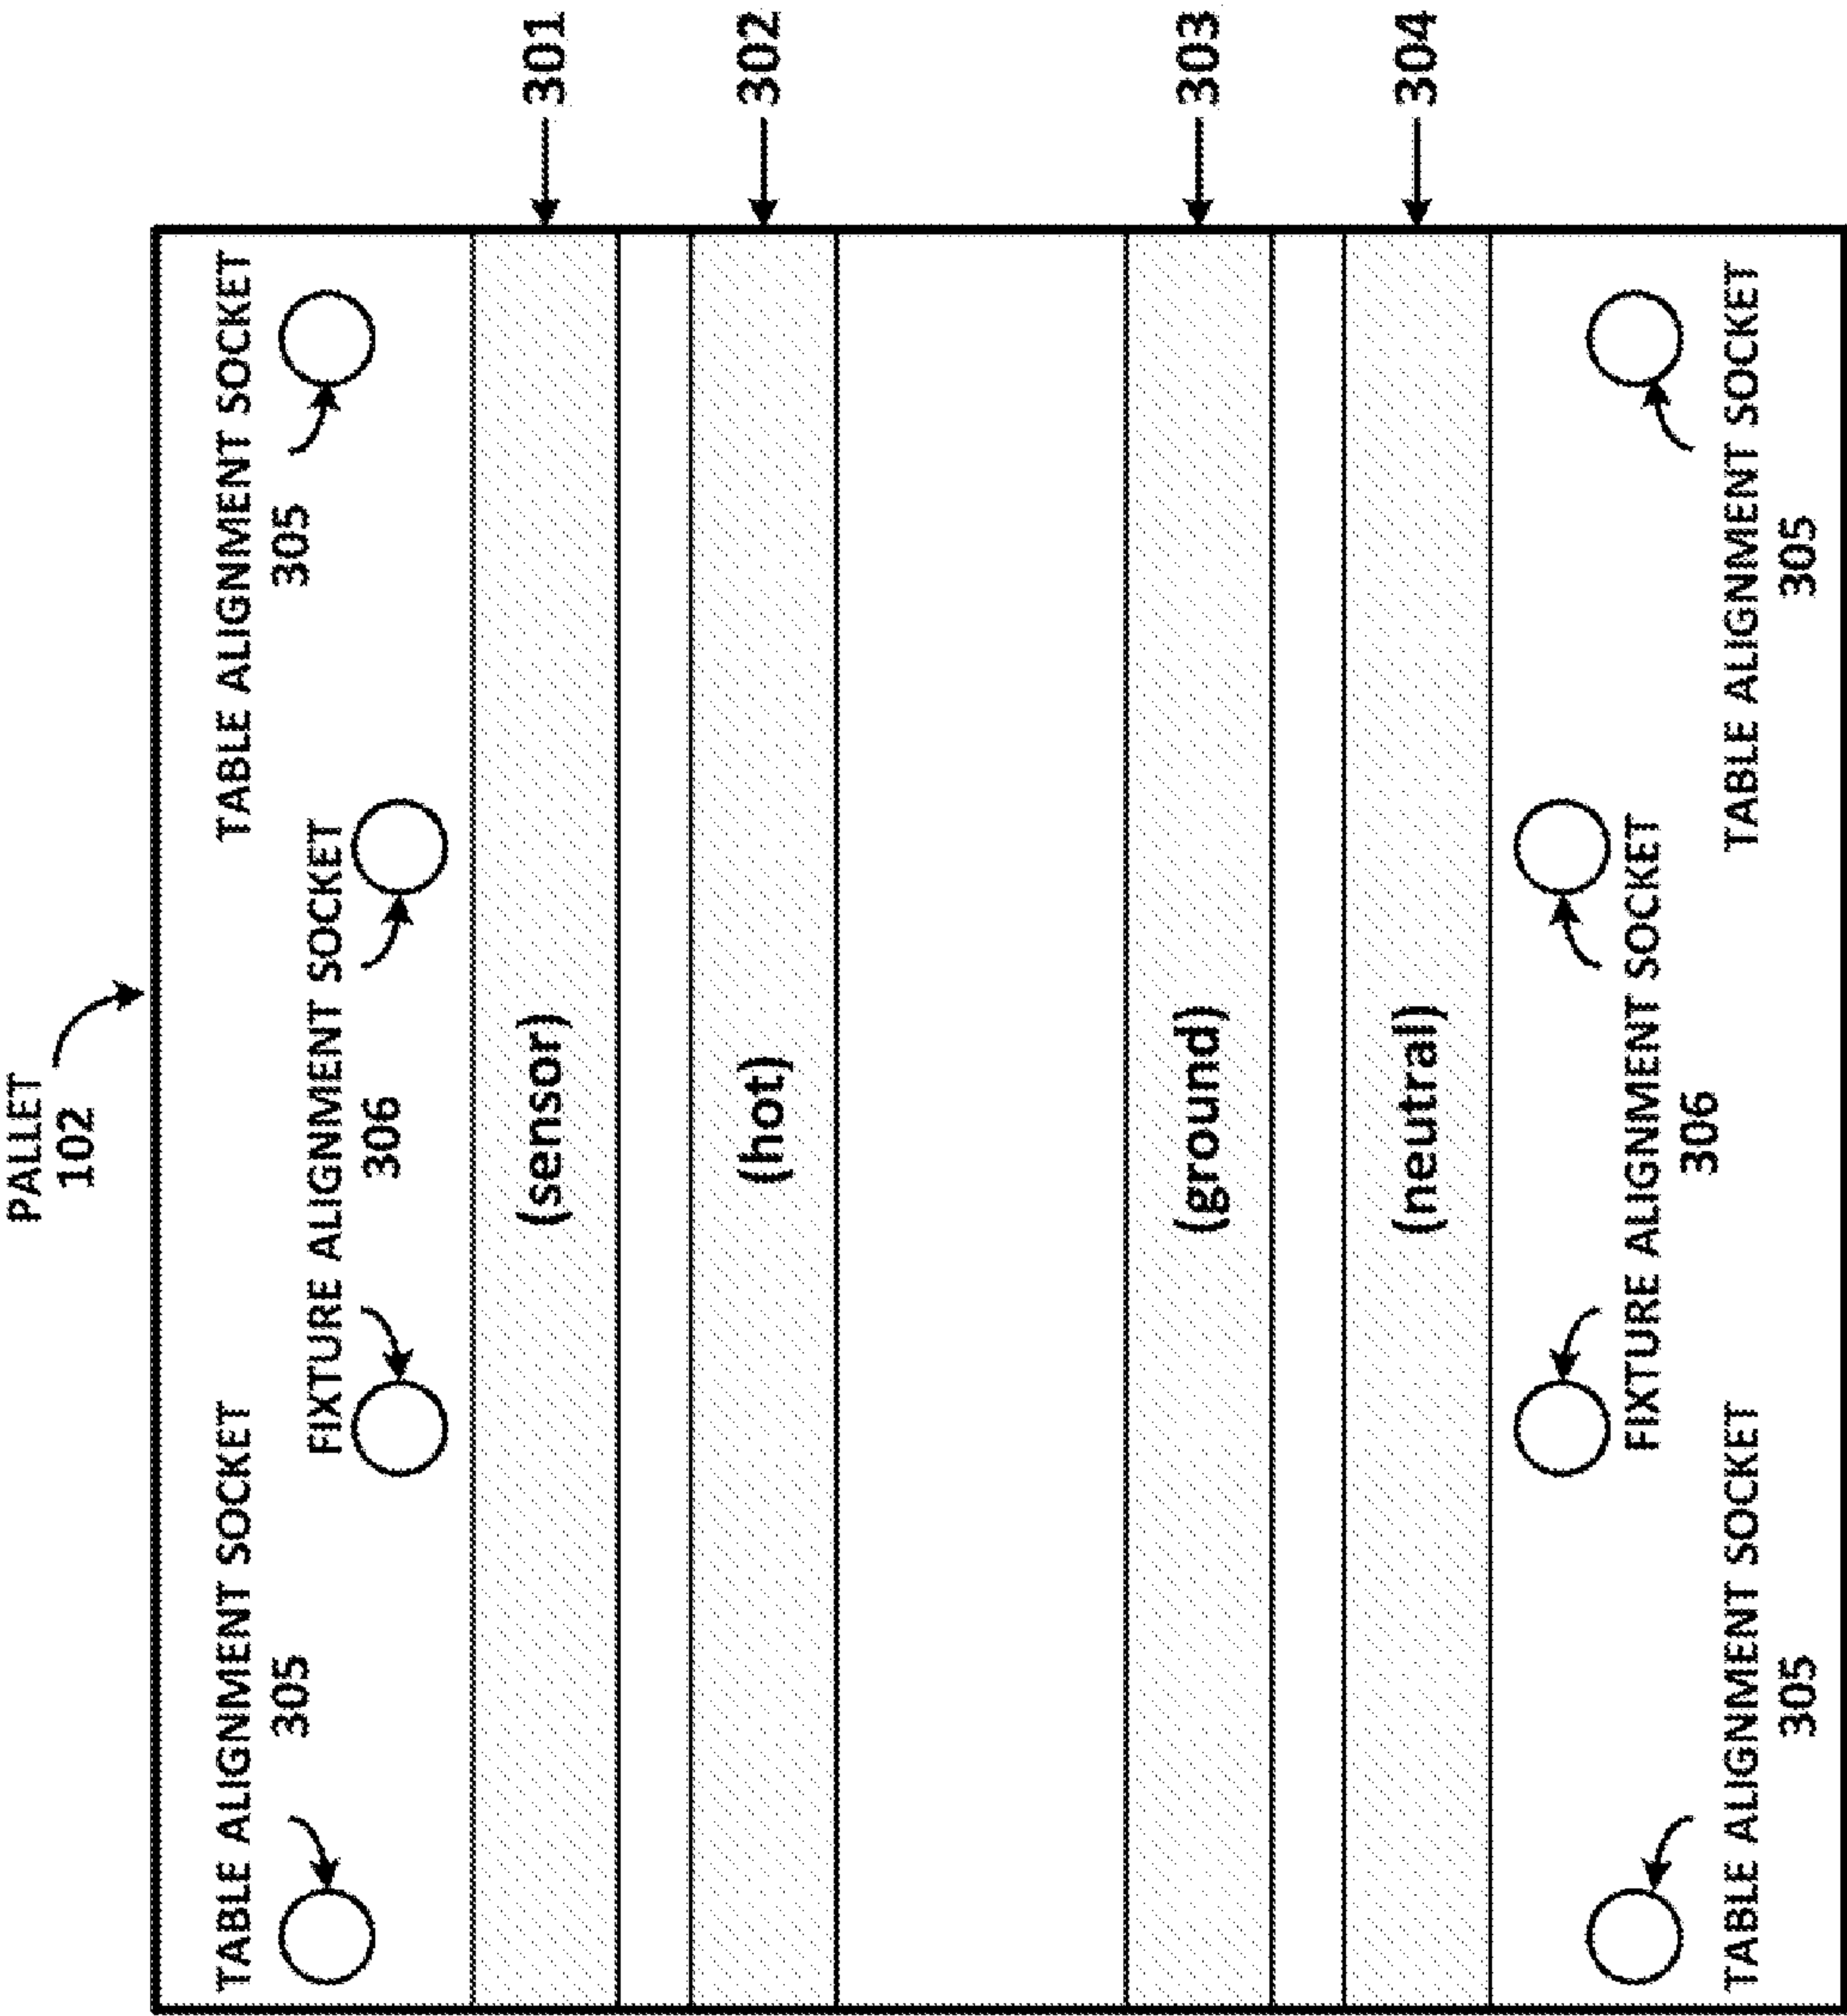 PALLET
102
TABLE ALIGNMENT SOCKET
305
TABLE ALIGNMENT SOCKET
305
FIXTURE ALIGNMENT SOCKET
306
(sensor)
301
(hot)
302
(ground)
303
(neutral)
304
FIXTURE ALIGNMENT SOCKET
306
TABLE ALIGNMENT SOCKET
305
TABLE ALIGNMENT SOCKET
305